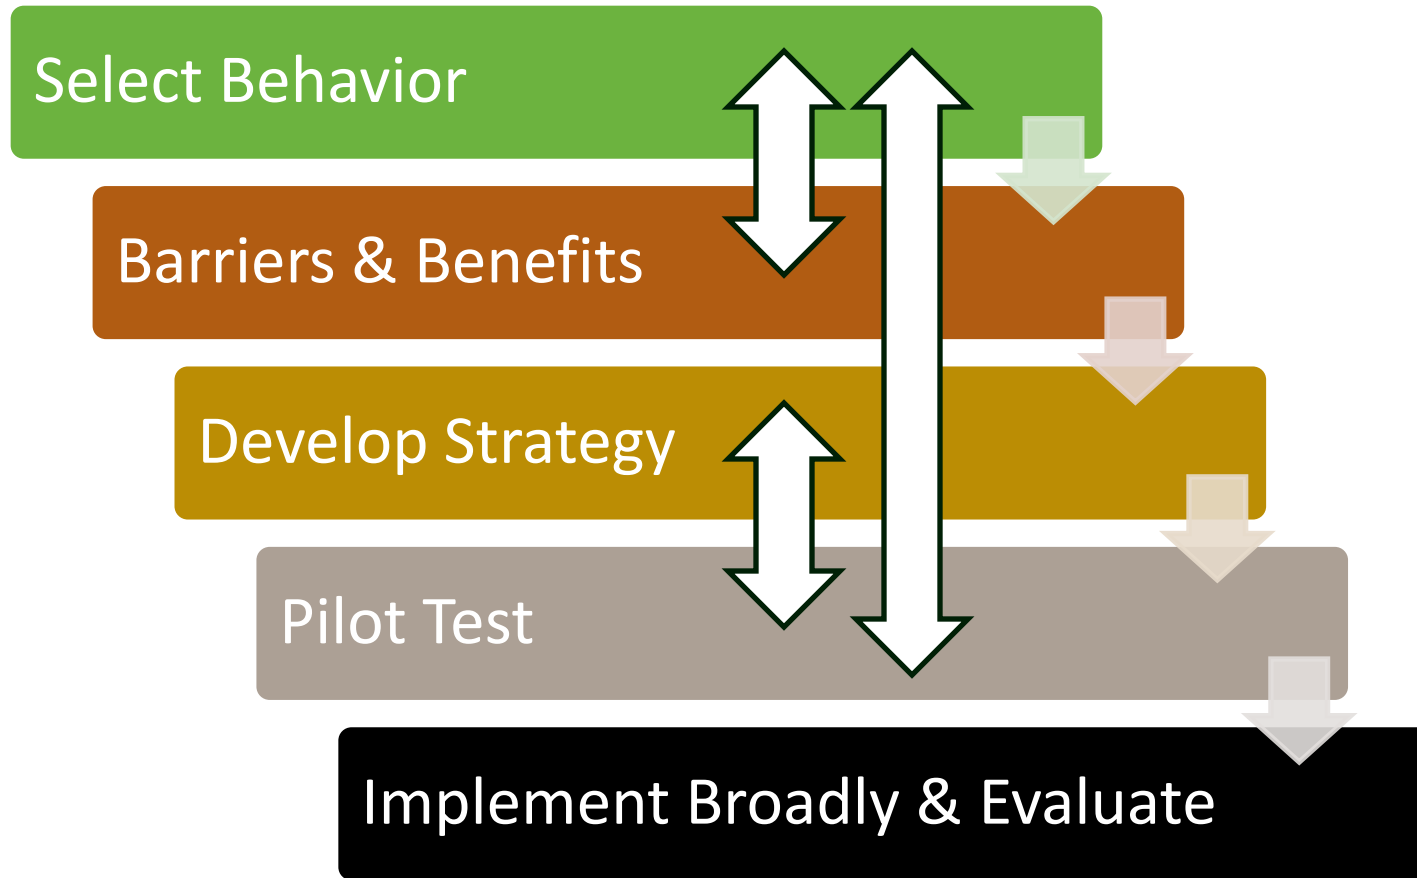 Select Behavior
Barriers & Benefits
Develop Strategy
Pilot Test
Implement Broadly & Evaluate